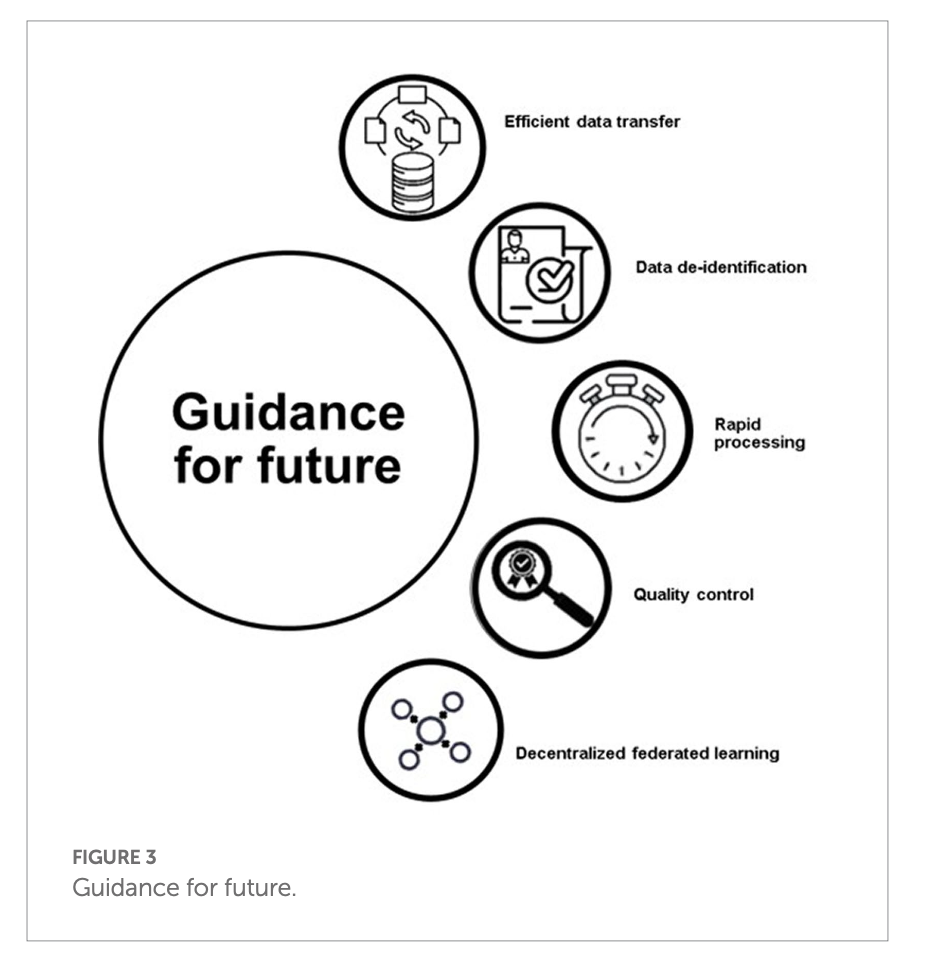 Efficient data transfer
Data de-identification
Guidance
for future
Rapid
processing
Quality control
Decentralized federated learning
FIGURE 3
Guidance for future.